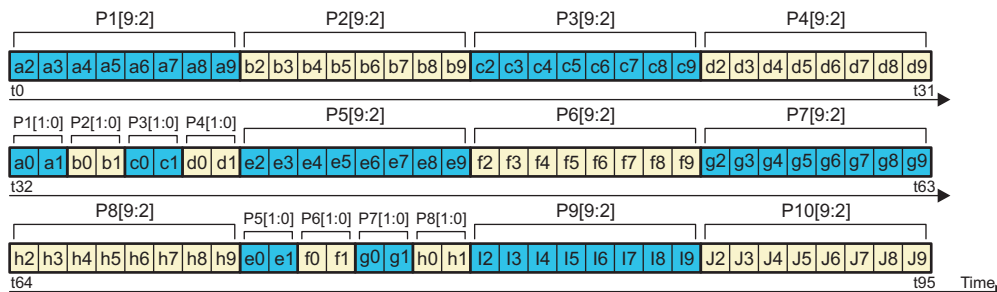 P1[9:2] P2[9:2] P3[9:2] P4[9:2]
a2 a3 a4 a5 a6 a7 a8 a9 b2 b3 b4 b5 b6 b7 b8 b9 c2 c3 c4 c5 c6 c7 c8 c9 d2 d3 d4 d5 d6 d7 d8 d9
t0 t31
P1[1:0] P2[1:0] P3[1:0] P4[1:0] P5[9:2] P6[9:2] P7[9:2]
a0 a1 b0 b1 c0 c1 d0 d1 e2 e3 e4 e5 e6 e7 e8 e9 f2 f3 f4 f5 f6 f7 f8 f9 g2 g3 g4 g5 g6 g7 g8 g9
t32 t63
P8[9:2] P5[1:0] P6[1:0] P7[1:0] P8[1:0] P9[9:2] P10[9:2]
h2 h3 h4 h5 h6 h7 h8 h9 e0 e1 f0 f1 g0 g1 h0 h1 I2 I3 I4 I5 I6 I7 I8 I9 J2 J3 J4 J5 J6 J7 J8 J9
t64 t95 Time